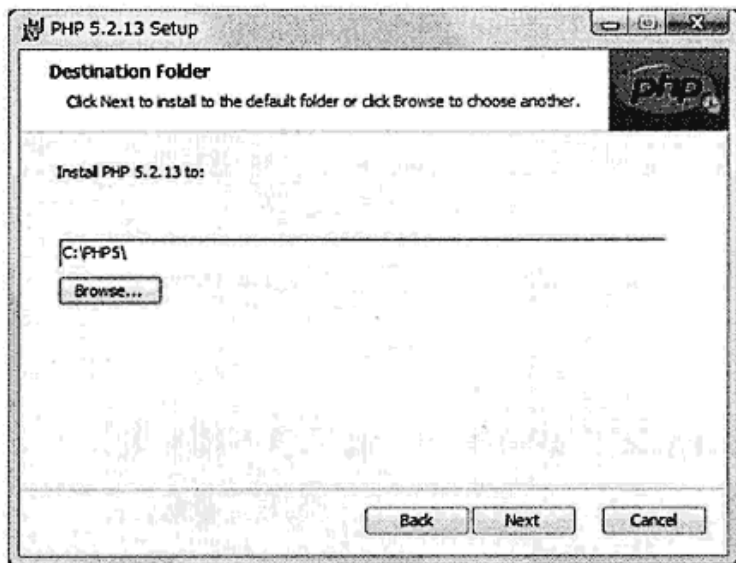 PHP 5.2.13 Setup
Destination Folder
Click Next to install to the default folder or click Browse to choose another.
php
Install PHP 5.2.13 to:
C:\PHP5\
Browse...
Back
Next
Cancel